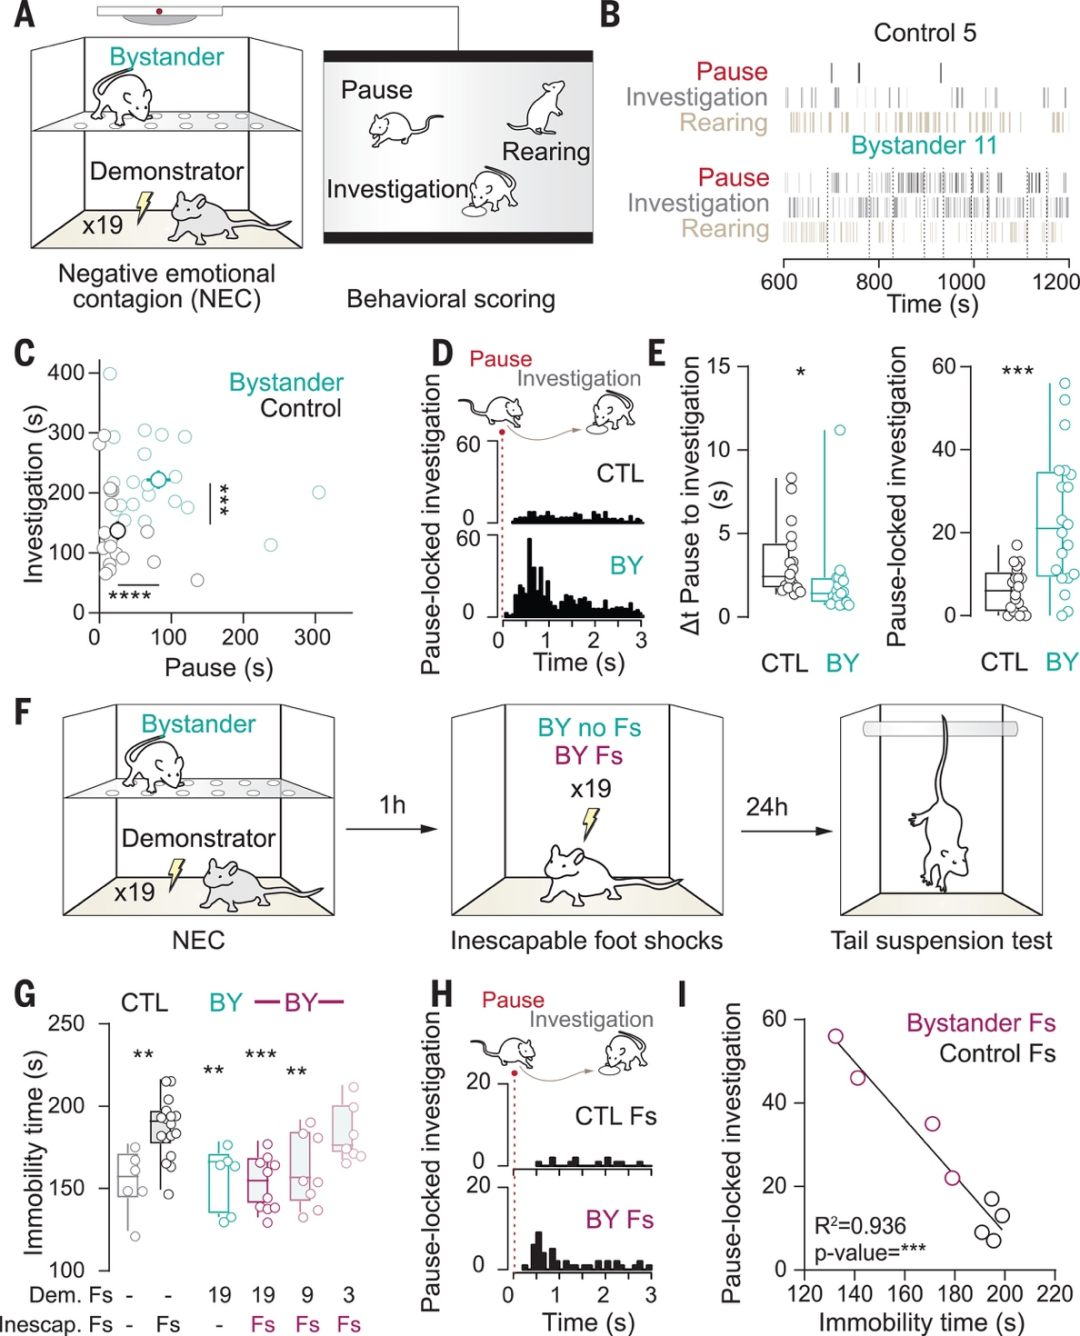 A
Bystander
Demonstrator
x19
Negative emotional
contagion (NEC)
Pause
Rearing
Investigation
Behavioral scoring
B
Control 5
Pause
Investigation
Rearing
Bystander 11
Pause
Investigation
Rearing
600 800 1000 1200
Time (s)
C
Investigation (s)
400
300
200
100
0
Bystander
Control
***
****
0 100 200 300
Pause (s)
D
Pause
Investigation
Pause-locked investigation
60
CTL
0
60
BY
0
0 1 2 3
Time (s)
E
Δt Pause to investigation
(s)
15
10
5
0
*
CTL BY
Pause-locked investigation
60
40
20
0
***
CTL BY
F
Bystander
Demonstrator
x19
NEC
1h
BY no Fs
BY Fs
x19
Inescapable foot shocks
24h
Tail suspension test
G
CTL BY BY
Immobility time (s)
250
200
150
100
** ** *** **
Dem. Fs - - 19 19 9 3
Inescap. Fs - Fs - Fs Fs Fs
H
Pause
Investigation
Pause-locked investigation
20
CTL Fs
0
20
BY Fs
0
0 1 2 3
Time (s)
I
Pause-locked investigation
60
40
20
0
Bystander Fs
Control Fs
R²=0.936
p-value=***
120 140 160 180 200 220
Immobility time (s)